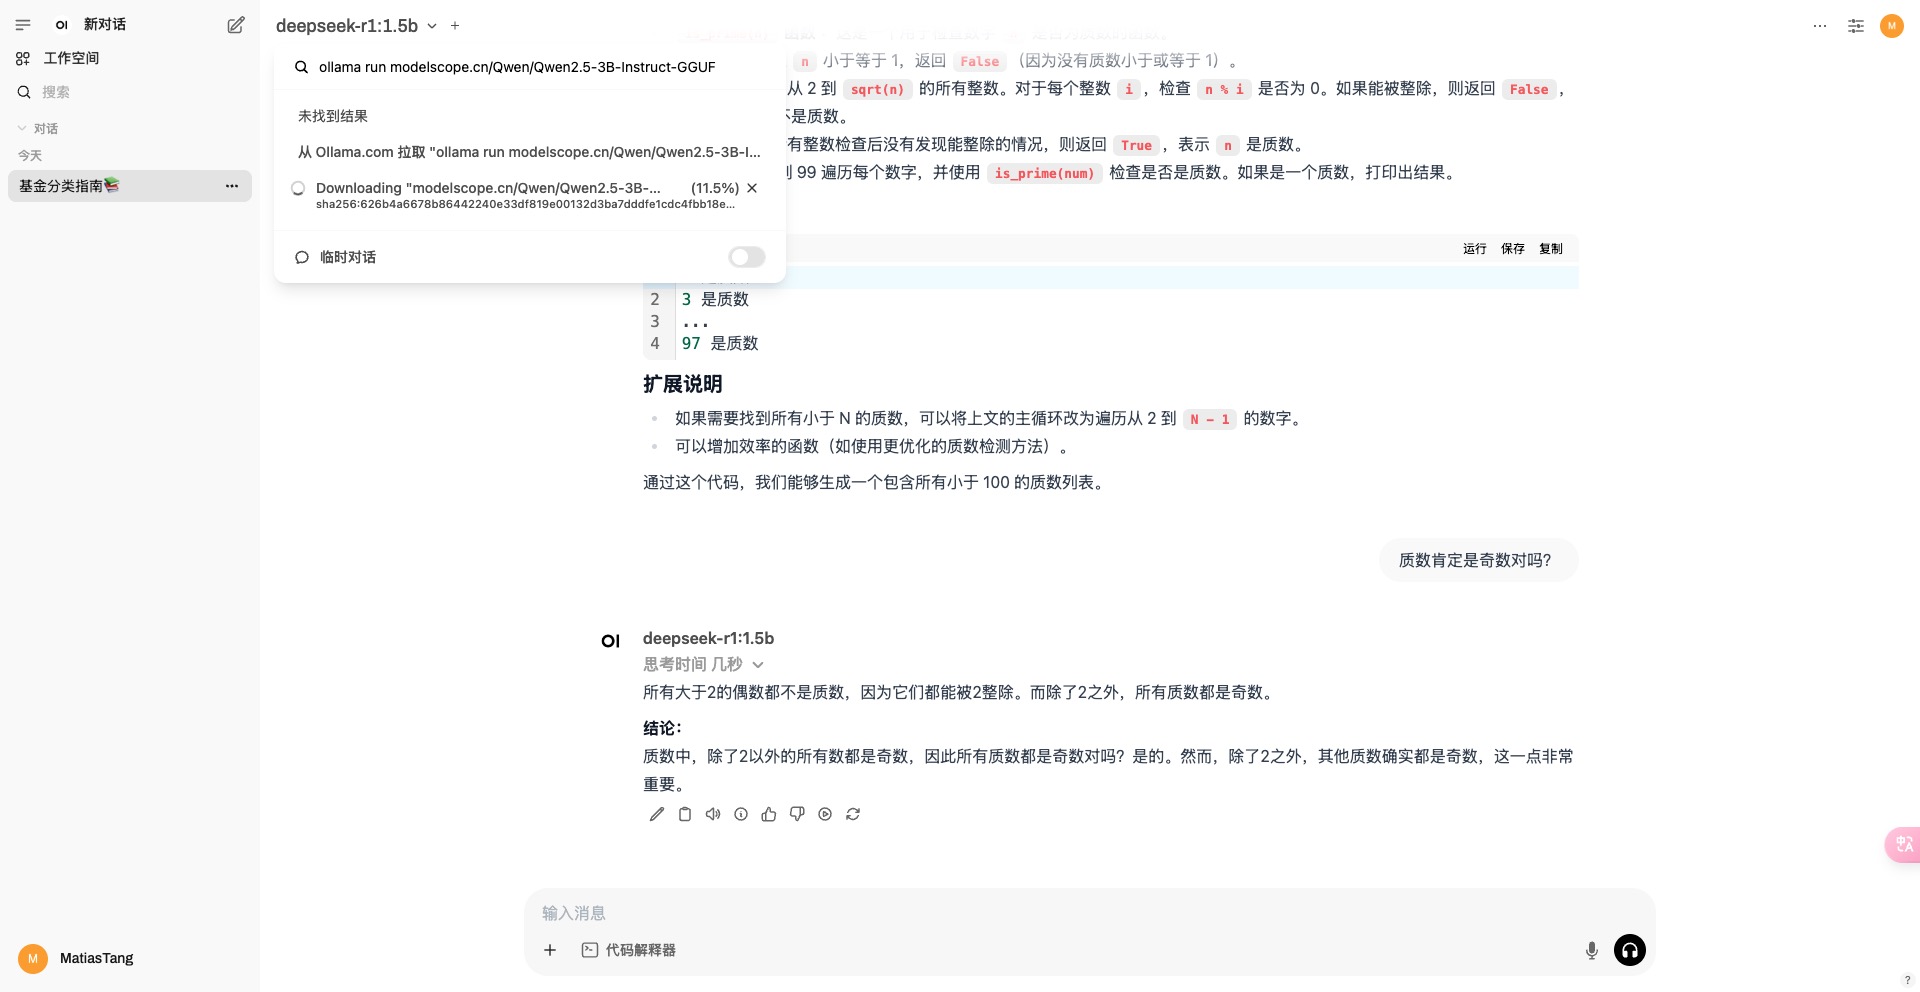 OI 新对话
工作空间
搜索
对话
今天
基金分类指南
MatiasTang
M
deepseek-r1:1.5b
M
ollama run modelscope.cn/Qwen/Qwen2.5-3B-Instruct-GGUF
未找到结果
从 Ollama.com 拉取 "ollama run modelscope.cn/Qwen/Qwen2.5-3B-I...
Downloading "modelscope.cn/Qwen/Qwen2.5-3B-... (11.5%)
sha256:626b4a6678b86442240e33df819e00132d3ba7dddfe1cdc4fbb18e...
临时对话
n 小于等于 1，返回 False （因为没有质数小于或等于 1）。
从 2 到 sqrt(n) 的所有整数。对于每个整数 i ，检查 n % i 是否为 0。如果能被整除，则返回 False ，
不是质数。
有整数检查后没有发现能整除的情况，则返回 True ，表示 n 是质数。
到 99 遍历每个数字，并使用 is_prime(num) 检查是否是质数。如果是一个质数，打印出结果。
运行 保存 复制
2 3 是质数
3 ...
4 97 是质数
扩展说明
如果需要找到所有小于 N 的质数，可以将上文的主循环改为遍历从 2 到 N - 1 的数字。
可以增加效率的函数（如使用更优化的质数检测方法）。
通过这个代码，我们能够生成一个包含所有小于 100 的质数列表。
质数肯定是奇数对吗？
OI deepseek-r1:1.5b
思考时间 几秒
所有大于2的偶数都不是质数，因为它们都能被2整除。而除了2之外，所有质数都是奇数。
结论：
质数中，除了2以外的所有数都是奇数，因此所有质数都是奇数对吗？是的。然而，除了2之外，其他质数确实都是奇数，这一点非常
重要。
输入消息
代码解释器
?